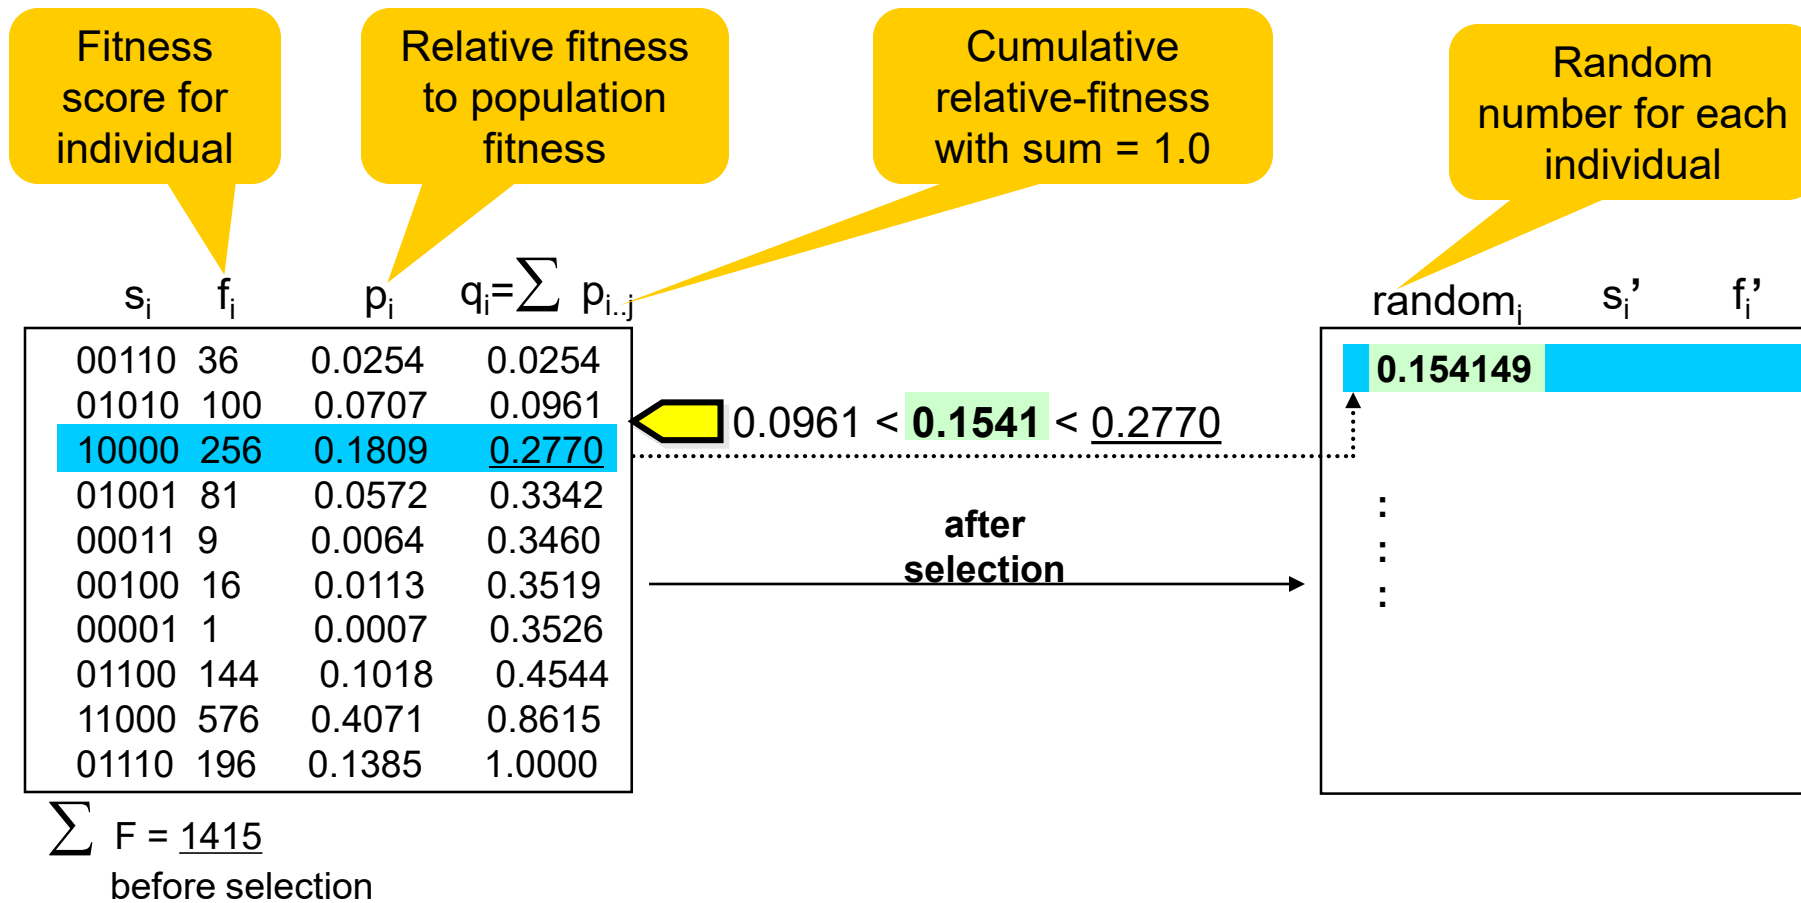 Fitness
score for
individual
Relative fitness
to population
fitness
Cumulative
relative-fitness
with sum = 1.0
Random
number for each
individual
si fi pi qi=∑ pi..j
00110 36 0.0254 0.0254
01010 100 0.0707 0.0961
10000 256 0.1809 0.2770
01001 81 0.0572 0.3342
00011 9 0.0064 0.3460
00100 16 0.0113 0.3519
00001 1 0.0007 0.3526
01100 144 0.1018 0.4544
11000 576 0.4071 0.8615
01110 196 0.1385 1.0000
∑ F = 1415
before selection
0.0961 < 0.1541 < 0.2770
after
selection
randomi si’ fi’
0.154149
:
:
: